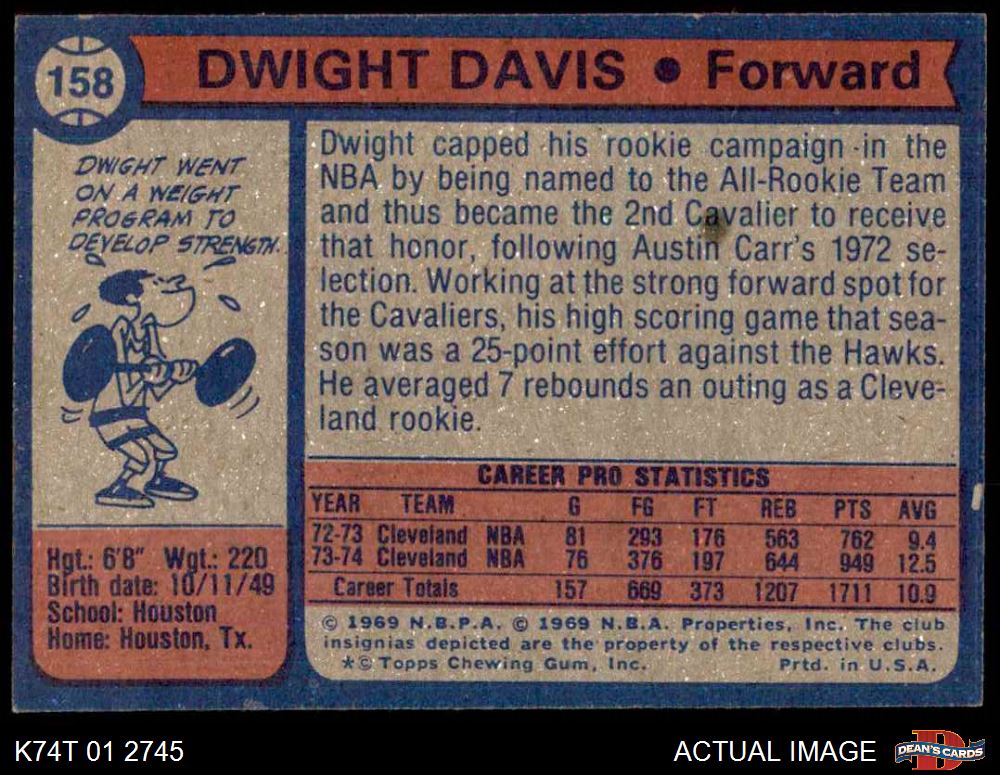 158
DWIGHT DAVIS • Forward
DWIGHT WENT
ON A WEIGHT
PROGRAM TO
DEVELOP STRENGTH.
Dwight capped his rookie campaign in the
NBA by being named to the All-Rookie Team
and thus became the 2nd Cavalier to receive
that honor, following Austin Carr's 1972 se-
lection. Working at the strong forward spot for
the Cavaliers, his high scoring game that sea-
son was a 25-point effort against the Hawks.
He averaged 7 rebounds an outing as a Cleve-
land rookie.
Hgt.: 6'8" Wgt.: 220
Birth date: 10/11/49
School: Houston
Home: Houston, Tx.
CAREER PRO STATISTICS
YEAR TEAM G FG FT REB PTS AVG
72-73 Cleveland NBA 81 293 176 563 762 9.4
73-74 Cleveland NBA 76 376 197 644 949 12.5
Career Totals 157 669 373 1207 1711 10.9
© 1969 N.B.P.A. © 1969 N.B.A. Properties, Inc. The club
insignias depicted are the property of the respective clubs.
*© Topps Chewing Gum, Inc. Prtd. in U.S.A.
K74T 01 2745
ACTUAL IMAGE
D
DEAN'S CARDS